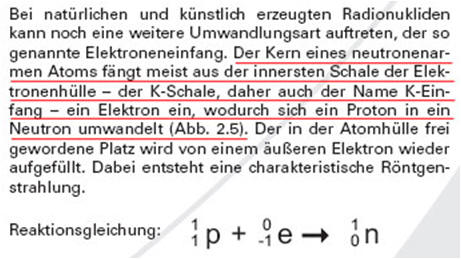 Bei natürlichen und künstlich erzeugten Radionukliden
kann noch eine weitere Umwandlungsart auftreten, der so
genannte Elektroneneinfang. Der Kern eines neutronenar-
men Atoms fängt meist aus der innersten Schale der Elek-
tronenhülle – der K-Schale, daher auch der Name K-Ein-
fang – ein Elektron ein, wodurch sich ein Proton in ein
Neutron umwandelt (Abb. 2.5). Der in der Atomhülle frei
gewordene Platz wird von einem äußeren Elektron wieder
aufgefüllt. Dabei entsteht eine charakteristische Röntgen-
strahlung.
Reaktionsgleichung: ¹₁p + ⁰₋₁e → ¹₀n